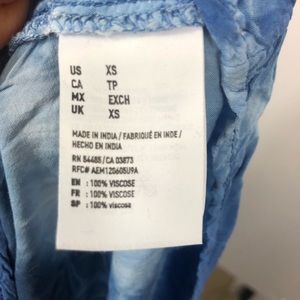 US XS
CA TP
MX EXCH
UK XS
MADE IN INDIA / FABRIQUÉ EN INDE /
HECHO EN INDIA
RN 54485 / CA 03873
RFC# AEM120605U9A
EN : 100% VISCOSE
FR : 100% VISCOSE
SP : 100% viscosa